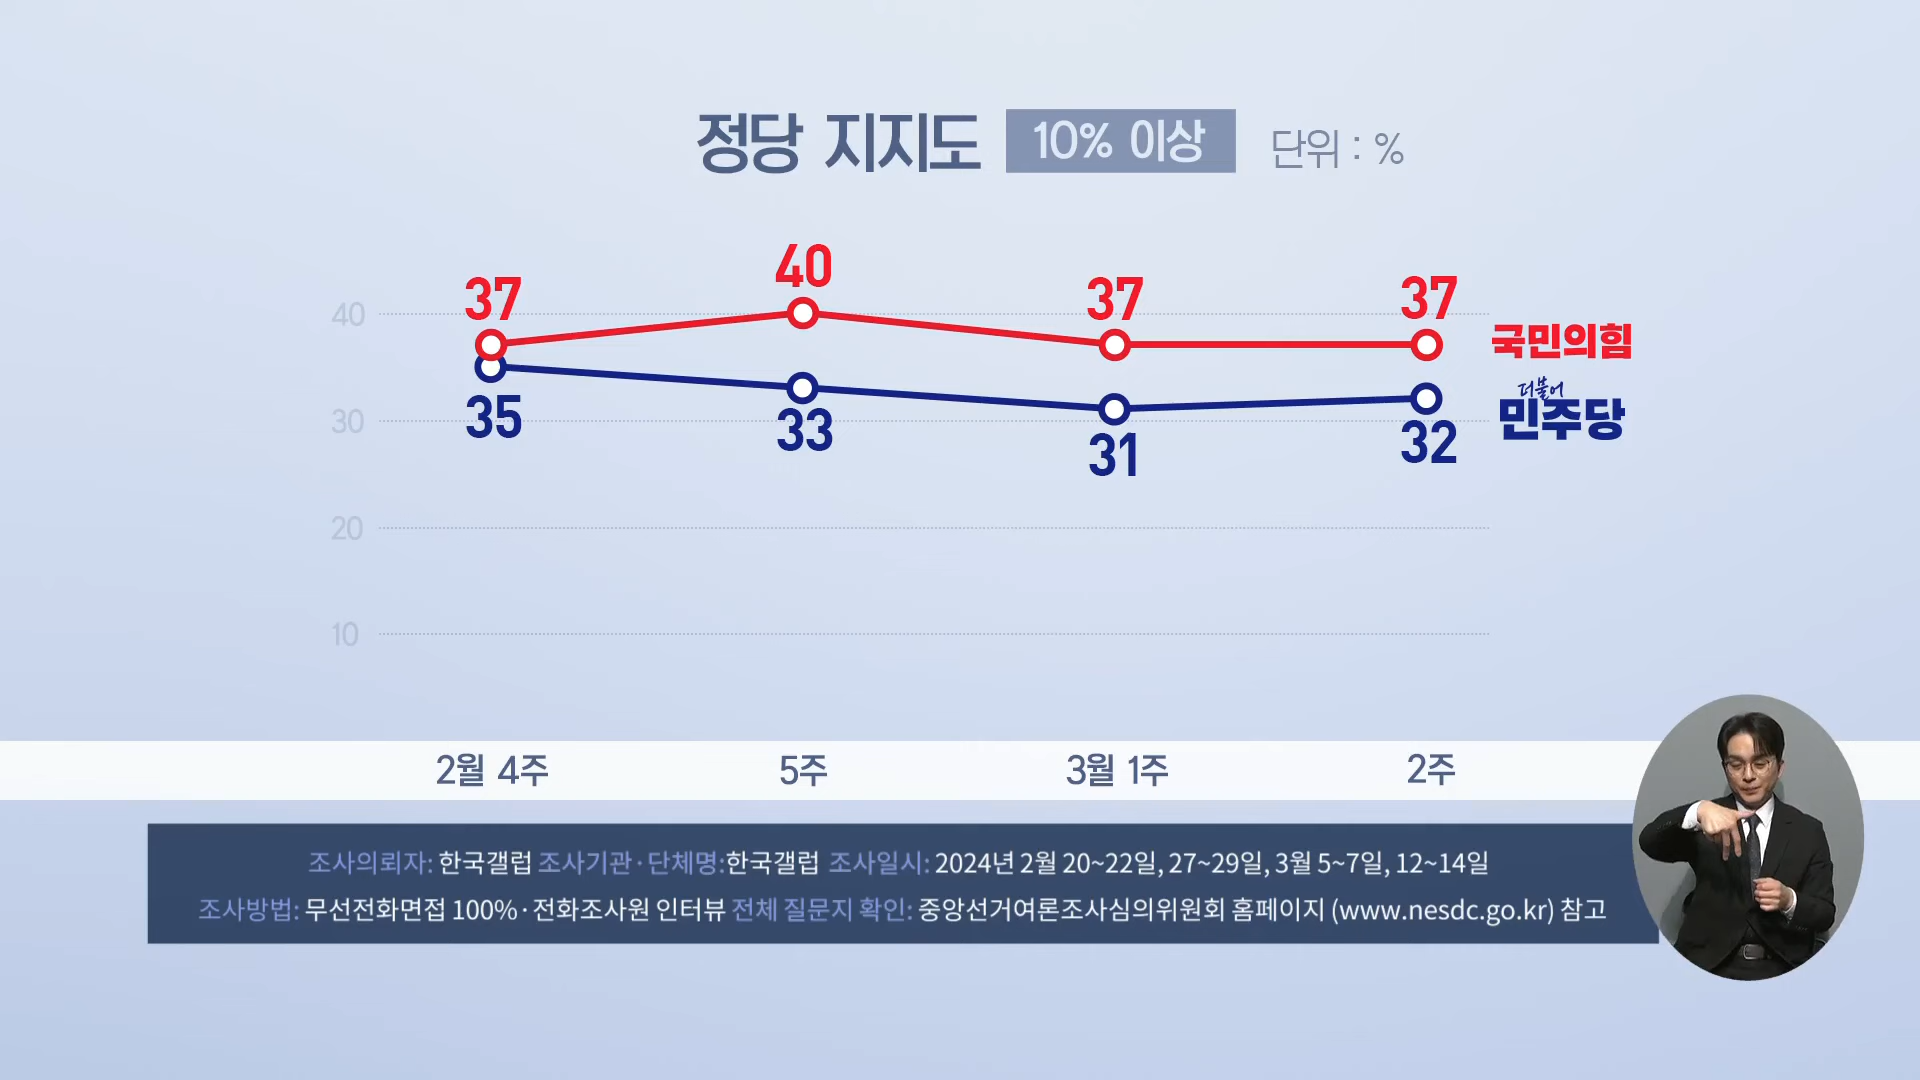 정당 지지도 10% 이상 단위 : %
37 40 37 37
40
국민의힘
더불어
민주당
35 33 31 32
30
20
10
2월 4주 5주 3월 1주 2주
조사의뢰자: 한국갤럽 조사기관·단체명:한국갤럽 조사일시: 2024년 2월 20~22일, 27~29일, 3월 5~7일, 12~14일
조사방법: 무선전화면접 100%·전화조사원 인터뷰 전체 질문지 확인: 중앙선거여론조사심의위원회 홈페이지 (www.nesdc.go.kr) 참고